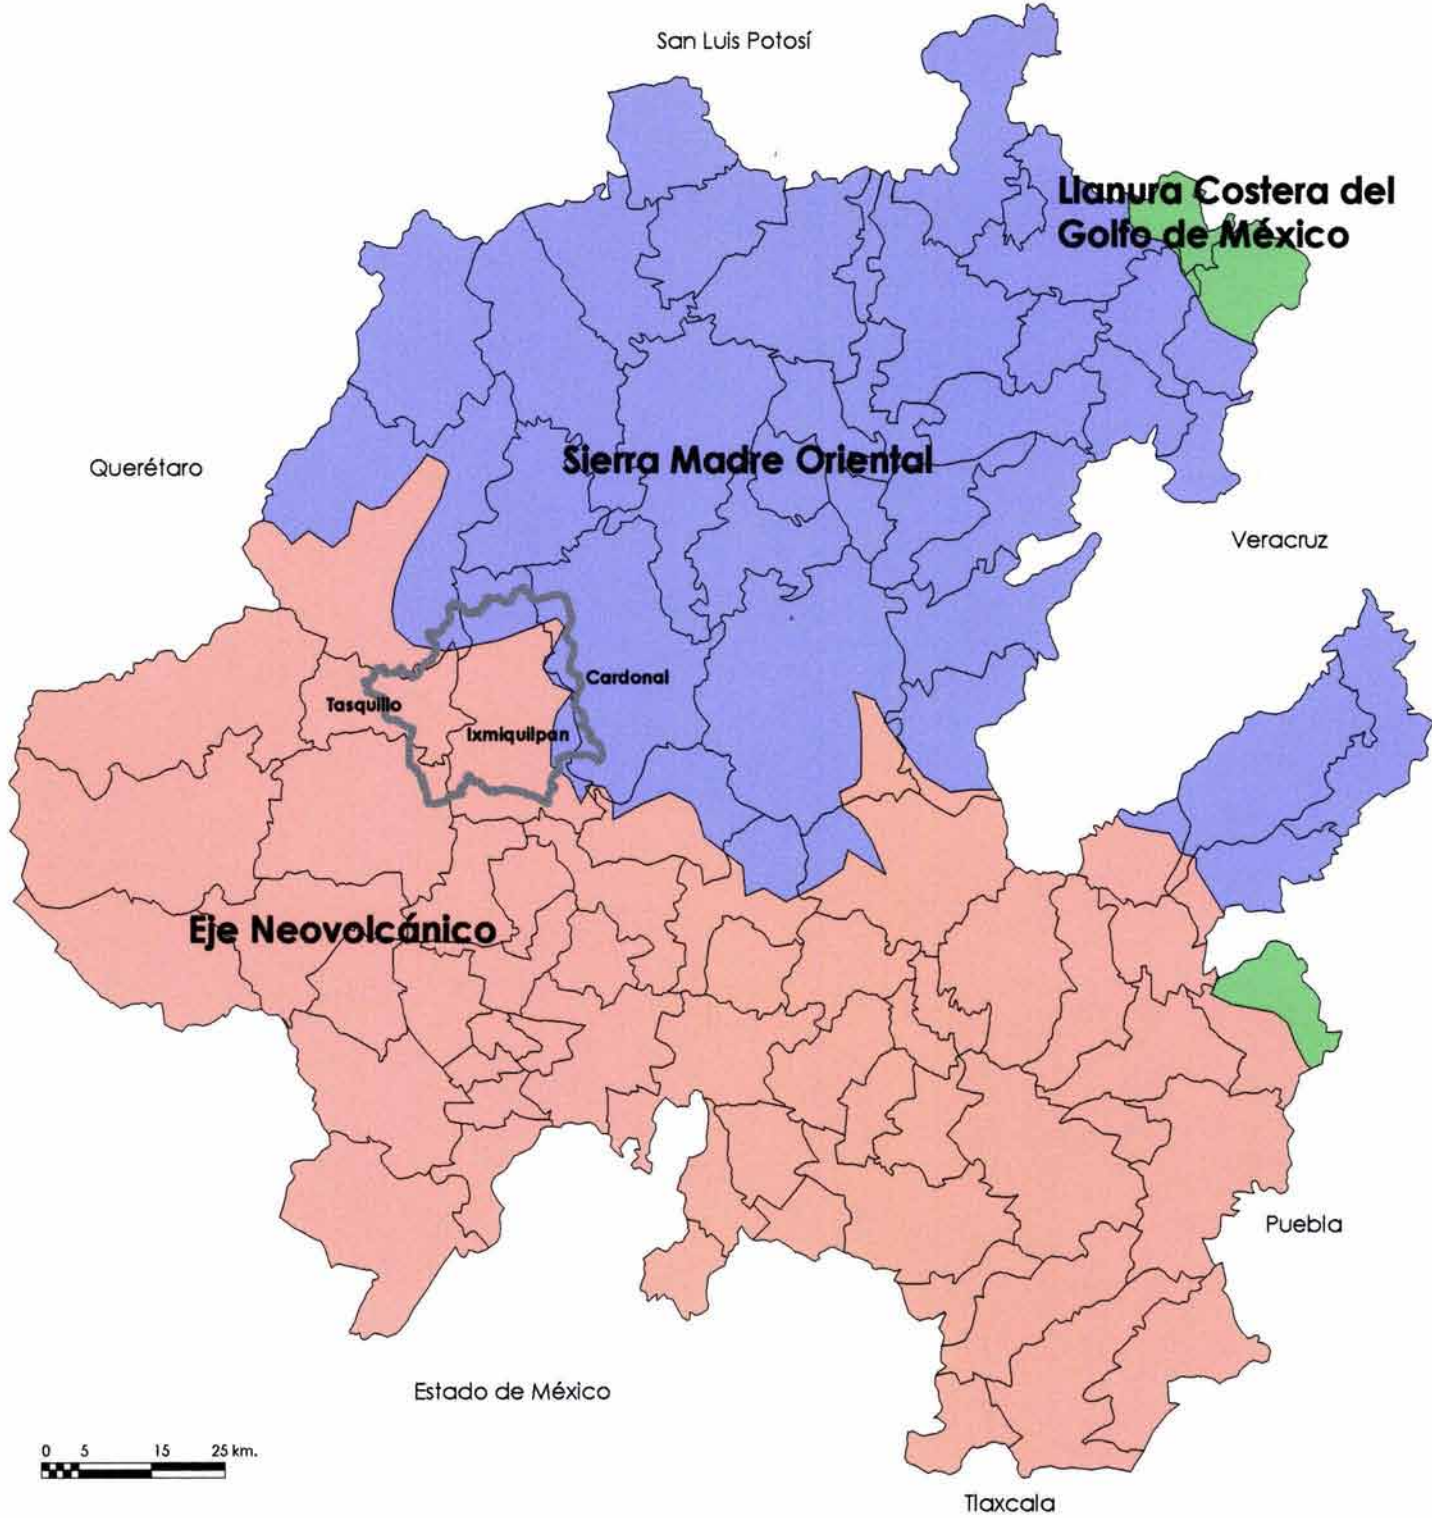 San Luis Potosí
Llanura Costera del
Golfo de México
Querétaro
Sierra Madre Oriental
Veracruz
Cardonal
Tasquillo
Ixmiquilpan
Eje Neovolcánico
Puebla
Estado de México
0 5 15 25 km.
Tlaxcala